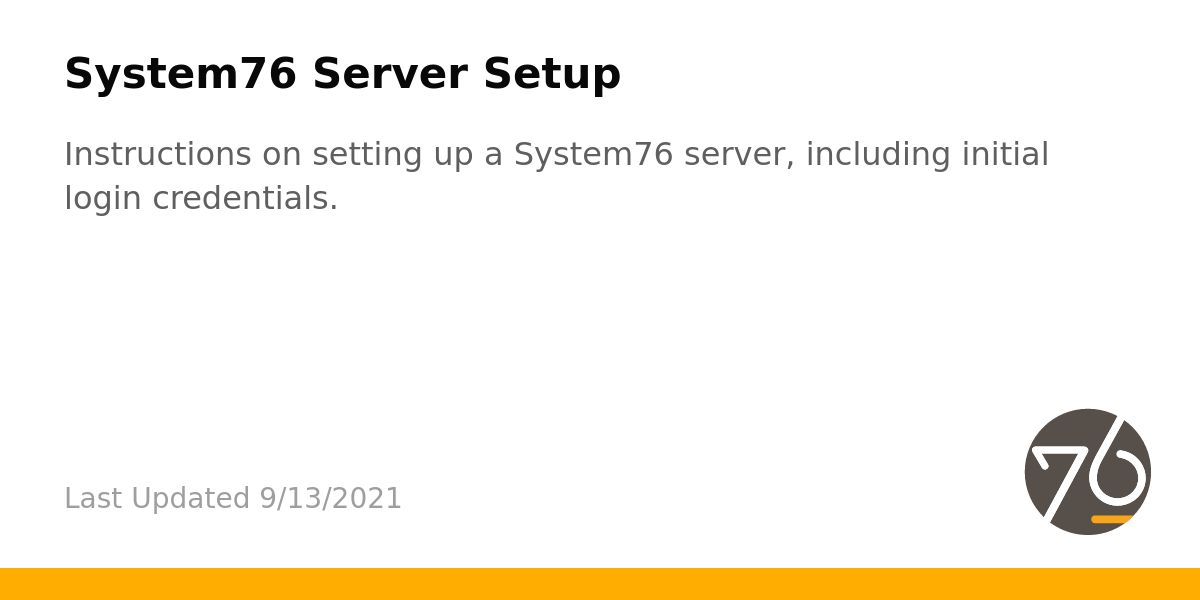 System76 Server Setup
Instructions on setting up a System76 server, including initial
login credentials.
Last Updated 9/13/2021
76